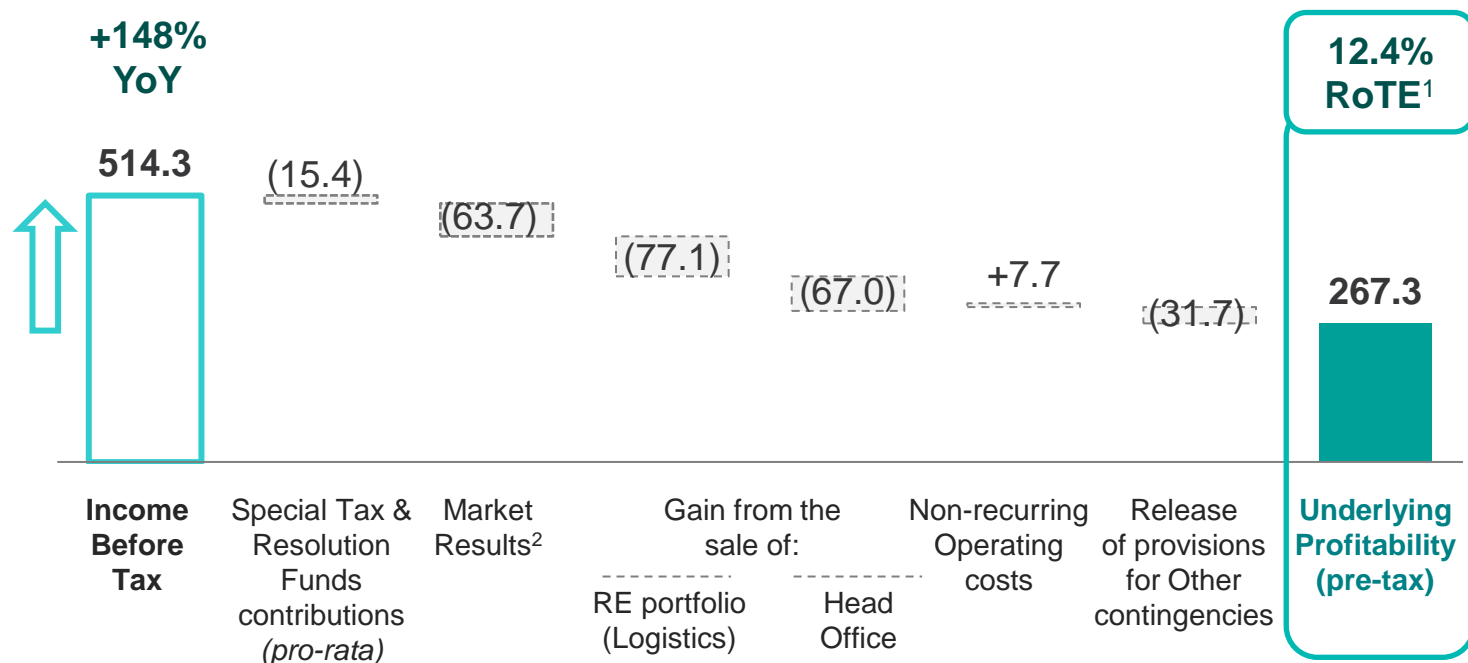 +148%
YoY
12.4%
RoTE¹
514.3
(15.4)
(63.7)
(77.1)
(67.0)
+7.7
(31.7)
267.3
Income
Before
Tax
Special Tax &
Resolution
Funds
contributions
(pro-rata)
Market
Results²
Gain from the
sale of:
RE portfolio
(Logistics)
Head
Office
Non-recurring
Operating
costs
Release
of provisions
for Other
contingencies
Underlying
Profitability
(pre-tax)